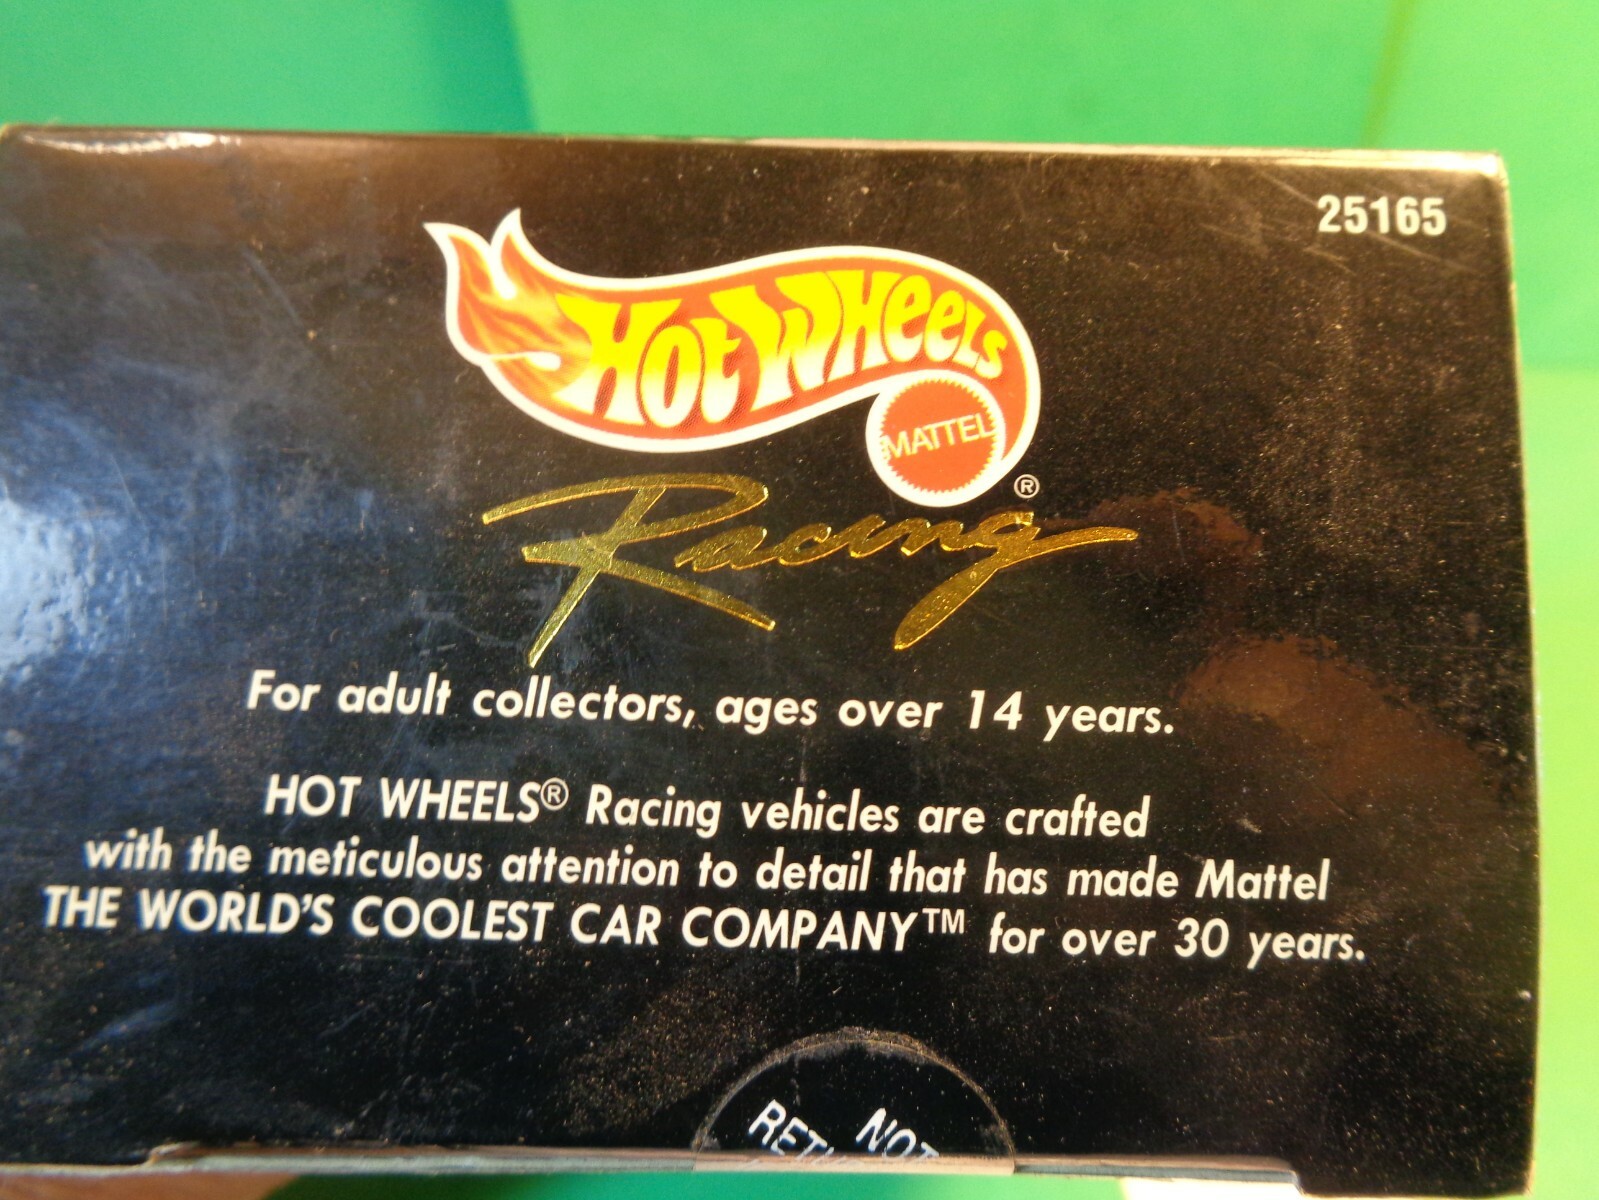 25165
HOT WHEELS
MATTEL
®
Racing
For adult collectors, ages over 14 years.
HOT WHEELS® Racing vehicles are crafted
with the meticulous attention to detail that has made Mattel
THE WORLD'S COOLEST CAR COMPANY™ for over 30 years.
NOT